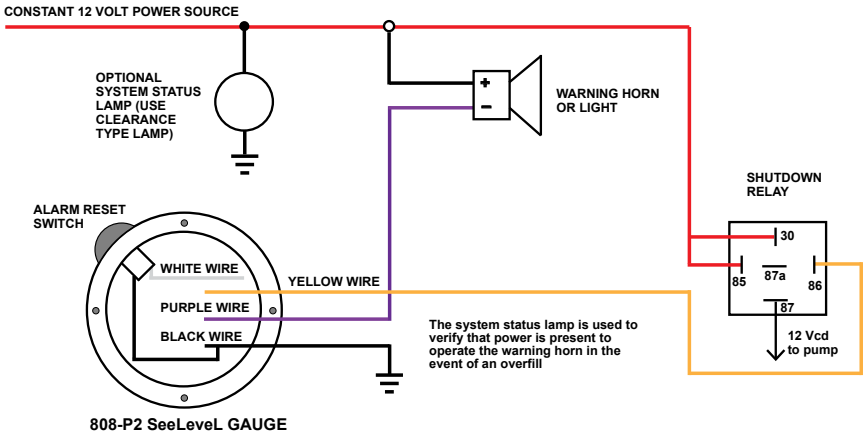 CONSTANT 12 VOLT POWER SOURCE
OPTIONAL
SYSTEM STATUS
LAMP (USE
CLEARANCE
TYPE LAMP)
+
−
WARNING HORN
OR LIGHT
SHUTDOWN
RELAY
30
85
87a
86
87
12 Vcd
to pump
ALARM RESET
SWITCH
WHITE WIRE
YELLOW WIRE
PURPLE WIRE
BLACK WIRE
The system status lamp is used to
verify that power is present to
operate the warning horn in the
event of an overfill
808-P2 SeeLeveL GAUGE